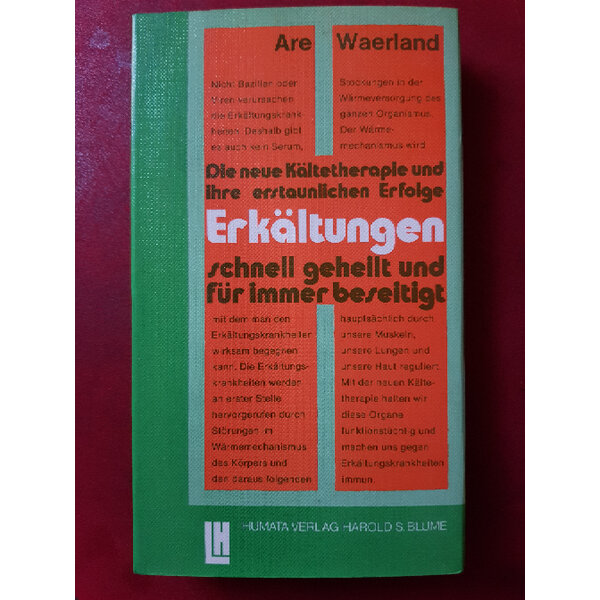 Are Waerland
Nicht Bazillen oder
Viren verursachen
die Erkältungskrank-
heiten. Deshalb gibt
es auch kein Serum,
Stockungen in der
Wärmeversorgung des
ganzen Organismus.
Der Wärme-
mechanismus wird
Die neue Kältetherapie und
ihre erstaunlichen Erfolge
Erkältungen
schnell geheilt und
für immer beseitigt
mit dem man den
Erkältungskrankheiten
wirksam begegnen
kann. Die Erkältungs-
krankheiten werden
an erster Stelle
hervorgerufen durch
Störungen im
Wärmemechanismus
des Körpers und
den daraus folgenden
hauptsächlich durch
unsere Muskeln,
unsere Lungen und
unsere Haut reguliert.
Mit der neuen Kälte-
therapie halten wir
diese Organe
funktionstüchtig und
machen uns gegen
Erkältungskrankheiten
immun.
LH HUMATA VERLAG HAROLD S. BLUME